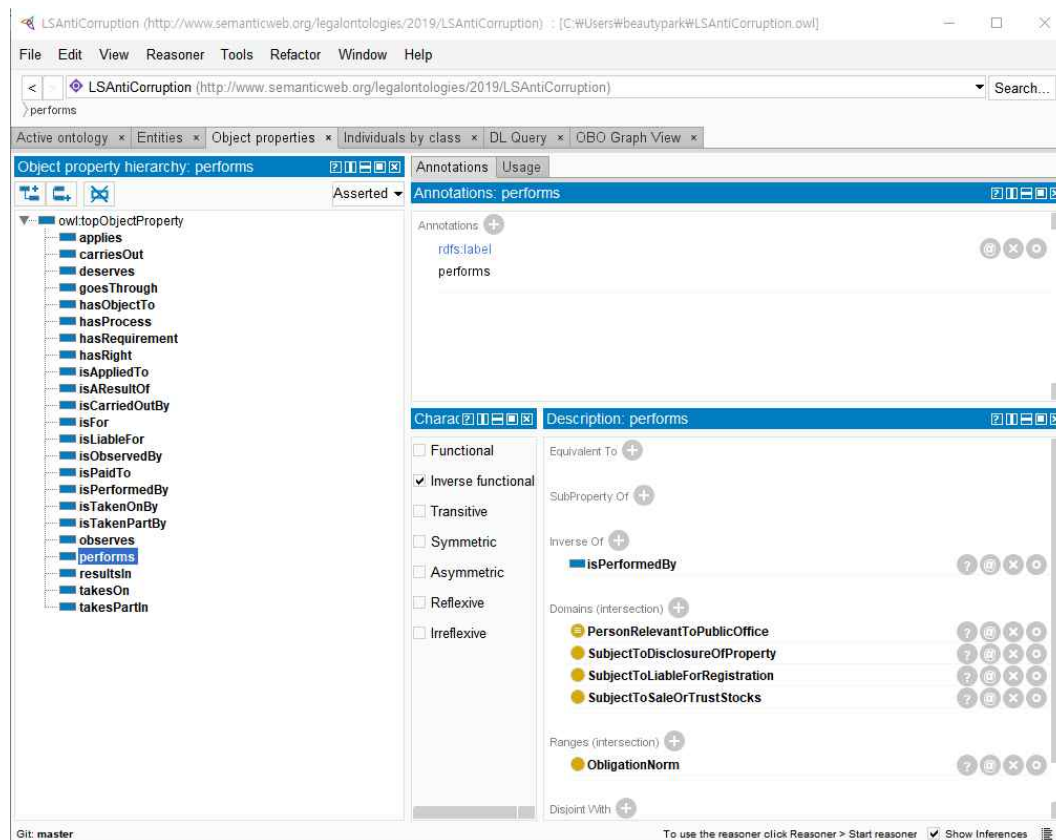 LSAntiCorruption (http://www.semanticweb.org/legalontologies/2019/LSAntiCorruption) : [C:₩Users₩beautypark₩LSAntiCorruption.owl]
File Edit View Reasoner Tools Refactor Window Help
< > LSAntiCorruption (http://www.semanticweb.org/legalontologies/2019/LSAntiCorruption) Search...
performs
Active ontology × Entities × Object properties × Individuals by class × DL Query × OBO Graph View ×
Object property hierarchy: performs
Asserted
owl:topObjectProperty
applies
carriesOut
deserves
goesThrough
hasObjectTo
hasProcess
hasRequirement
hasRight
isAppliedTo
isAResultOf
isCarriedOutBy
isFor
isLiableFor
isObservedBy
isPaidTo
isPerformedBy
isTakenOnBy
isTakenPartBy
observes
performs
resultsIn
takesOn
takesPartIn
Annotations Usage
Annotations: performs
Annotations
rdfs:label
performs
Charac
Functional
Inverse functional
Transitive
Symmetric
Asymmetric
Reflexive
Irreflexive
Description: performs
Equivalent To
SubProperty Of
Inverse Of
isPerformedBy
Domains (intersection)
PersonRelevantToPublicOffice
SubjectToDisclosureOfProperty
SubjectToLiableForRegistration
SubjectToSaleOrTrustStocks
Ranges (intersection)
ObligationNorm
Disjoint With
Git: master
To use the reasoner click Reasoner > Start reasoner Show Inferences